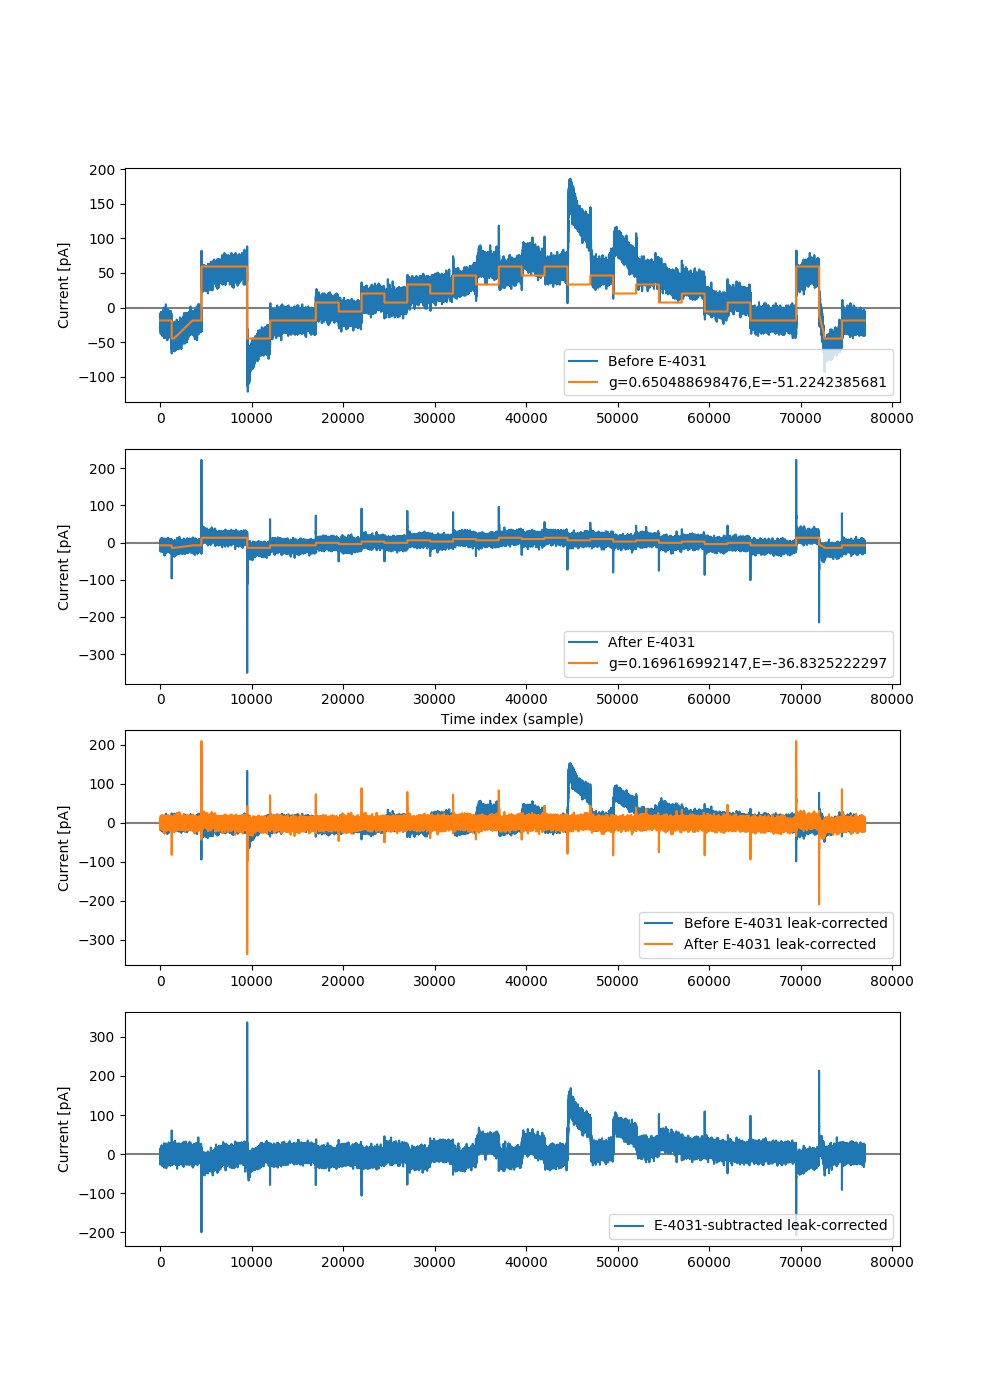 200
150
100
50
0
−50
−100
Current [pA]
Before E-4031
g=0.650488698476,E=-51.2242385681
0 10000 20000 30000 40000 50000 60000 70000 80000
200
100
0
−100
−200
−300
Current [pA]
After E-4031
g=0.169616992147,E=-36.8325222297
0 10000 20000 30000 40000 50000 60000 70000 80000
Time index (sample)
200
100
0
−100
−200
−300
Current [pA]
Before E-4031 leak-corrected
After E-4031 leak-corrected
0 10000 20000 30000 40000 50000 60000 70000 80000
300
200
100
0
−100
−200
Current [pA]
E-4031-subtracted leak-corrected
0 10000 20000 30000 40000 50000 60000 70000 80000